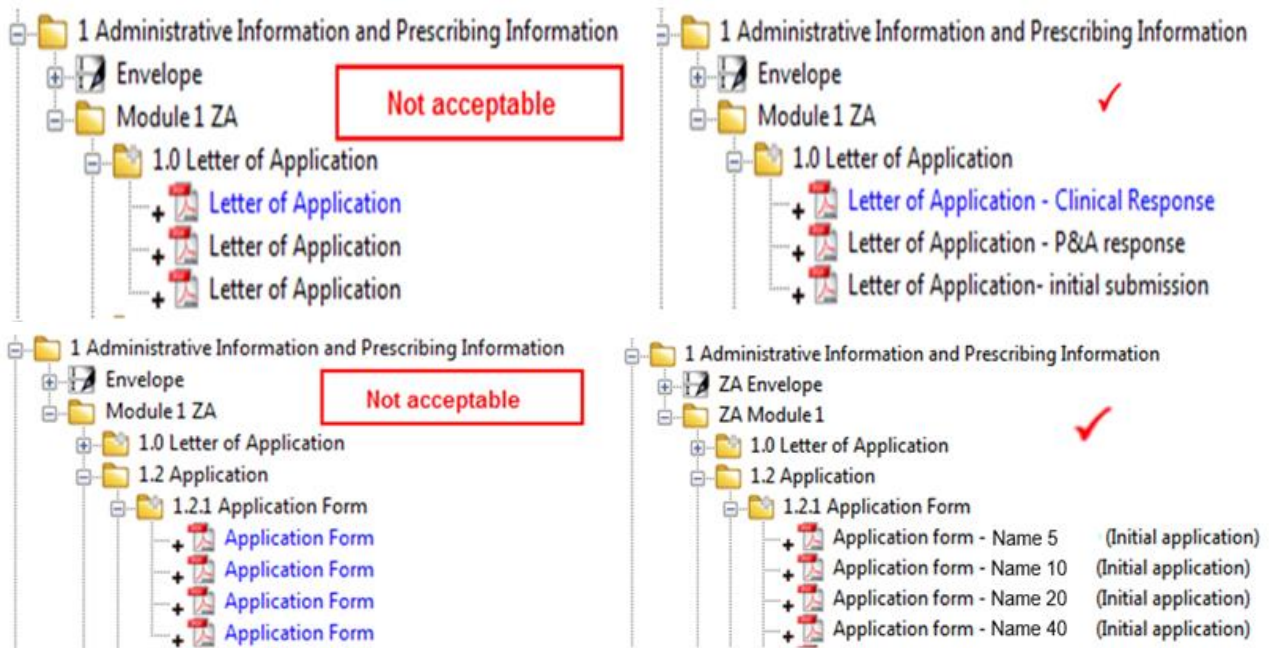 1 Administrative Information and Prescribing Information
Envelope
Not acceptable
Module 1 ZA
1.0 Letter of Application
Letter of Application
Letter of Application
Letter of Application
1 Administrative Information and Prescribing Information
Envelope
Module 1 ZA
1.0 Letter of Application
Letter of Application - Clinical Response
Letter of Application - P&A response
Letter of Application- initial submission
1 Administrative Information and Prescribing Information
Envelope
Not acceptable
Module 1 ZA
1.0 Letter of Application
1.2 Application
1.2.1 Application Form
Application Form
Application Form
Application Form
Application Form
1 Administrative Information and Prescribing Information
ZA Envelope
ZA Module 1
1.0 Letter of Application
1.2 Application
1.2.1 Application Form
Application form - Name 5 (Initial application)
Application form - Name 10 (Initial application)
Application form - Name 20 (Initial application)
Application form - Name 40 (Initial application)